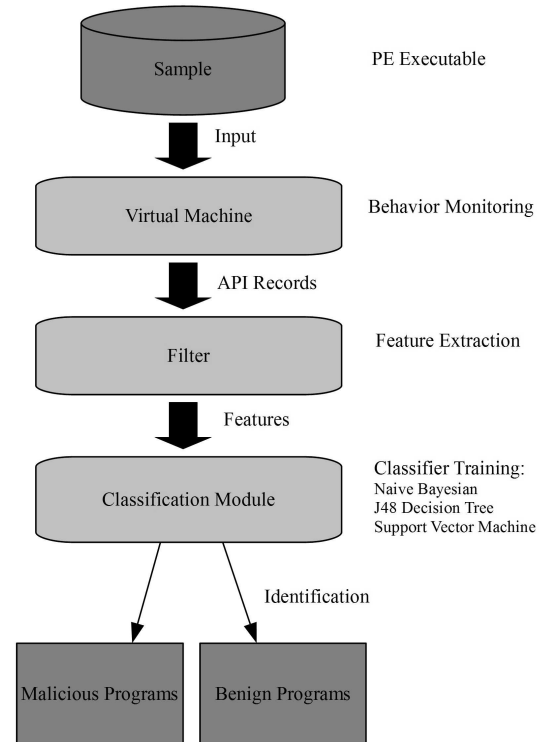 Sample
PE Executable
Input
Virtual Machine
Behavior Monitoring
API Records
Filter
Feature Extraction
Features
Classification Module
Classifier Training:
Naive Bayesian
J48 Decision Tree
Support Vector Machine
Identification
Malicious Programs
Benign Programs